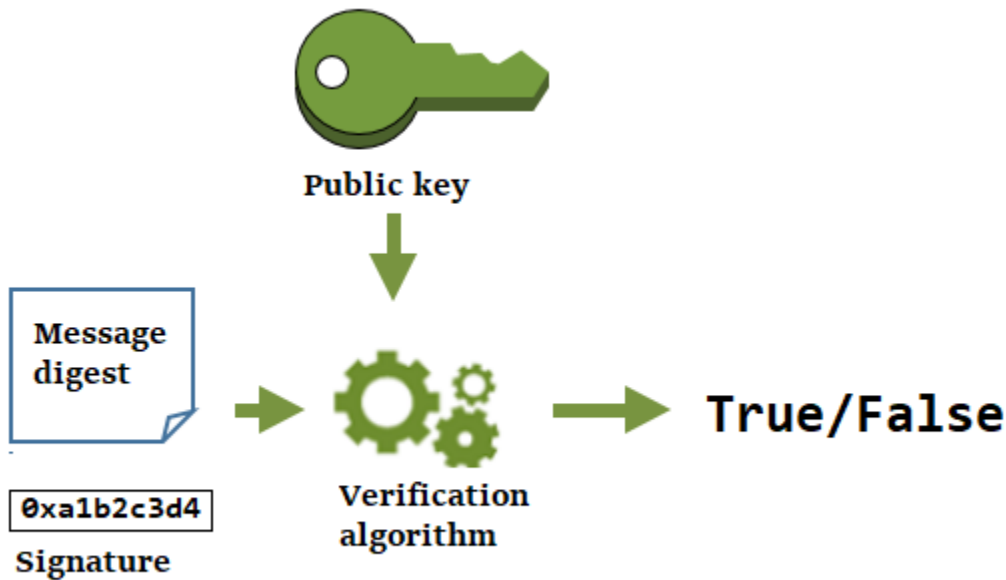 Public key
Message
digest
True/False
0xa1b2c3d4
Signature
Verification
algorithm